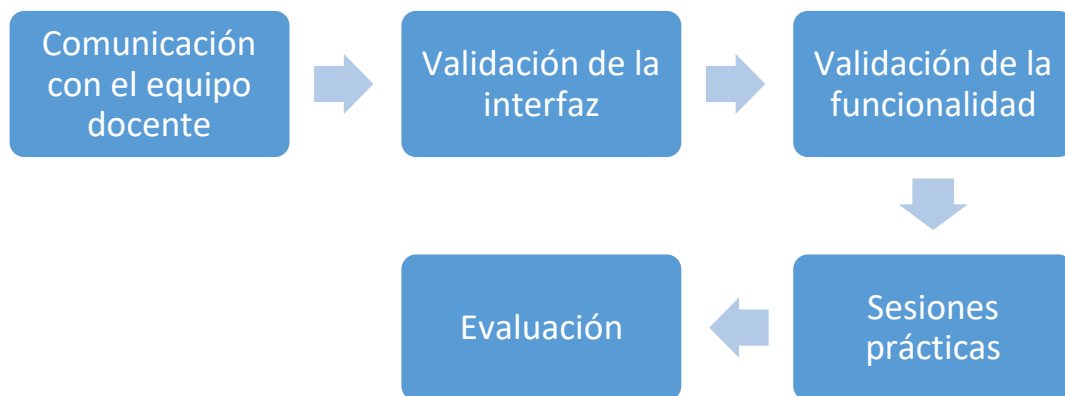 Comunicación
con el equipo
docente
Validación de la
interfaz
Validación de la
funcionalidad
Sesiones
prácticas
Evaluación